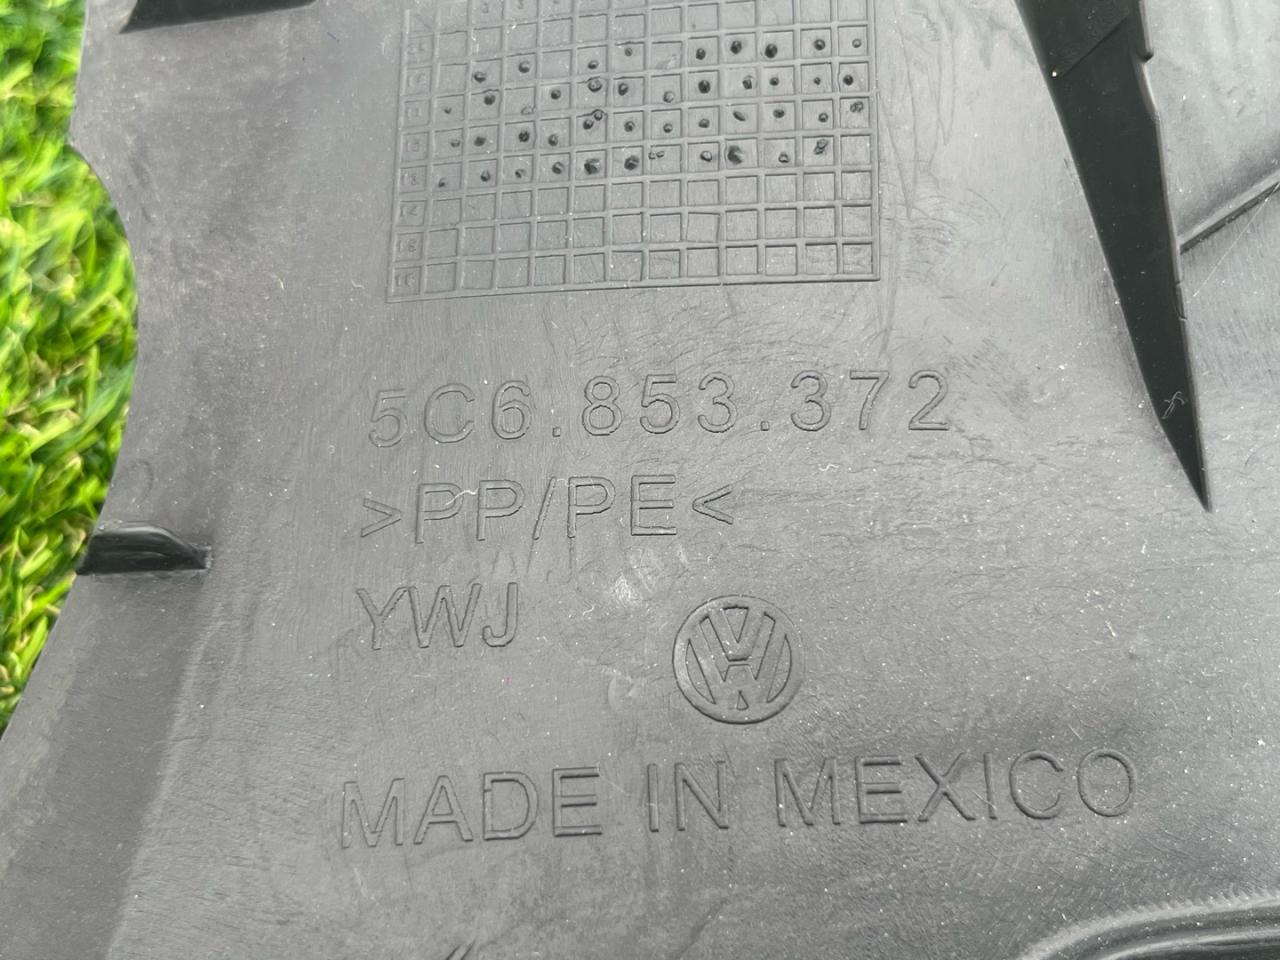 5C6.853.372
>PP/PE<
YWJ
MADE IN MEXICO